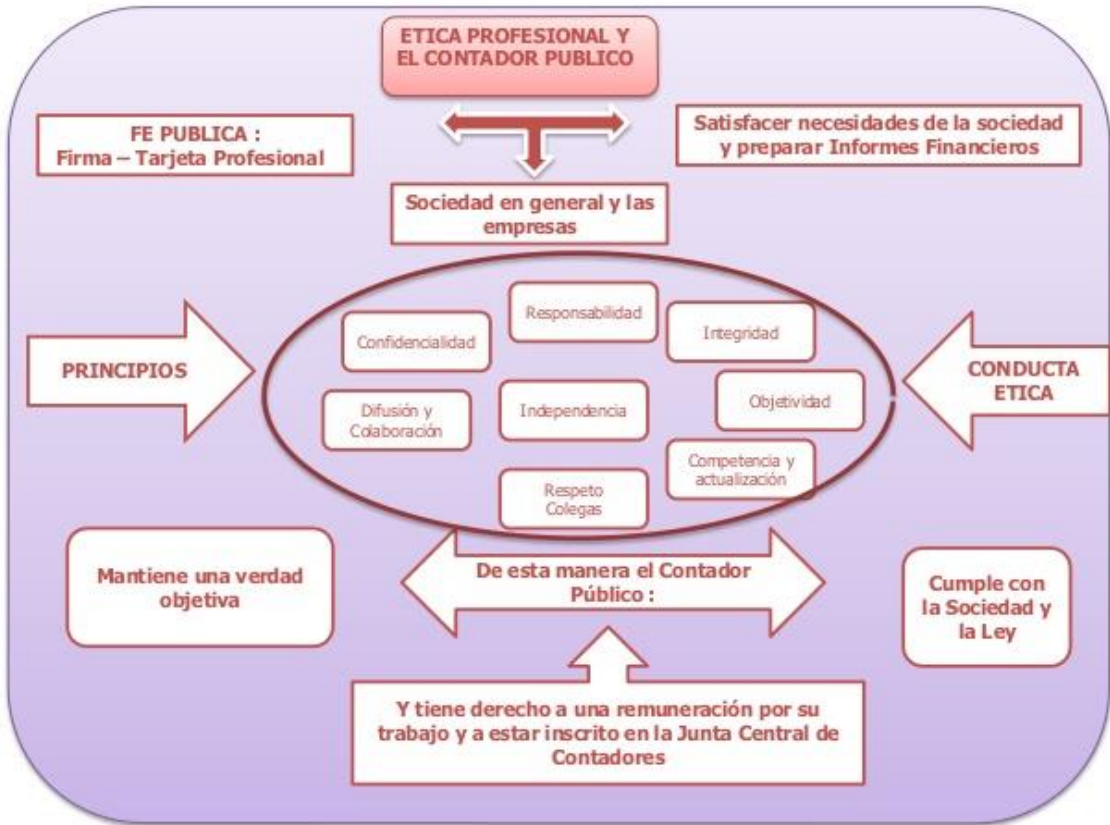 ETICA PROFESIONAL Y
EL CONTADOR PUBLICO
FE PUBLICA :
Firma – Tarjeta Profesional
Satisfacer necesidades de la sociedad
y preparar Informes Financieros
Sociedad en general y las
empresas
PRINCIPIOS
Confidencialidad
Responsabilidad
Integridad
Difusión y
Colaboración
Independencia
Objetividad
Respeto
Colegas
Competencia y
actualización
CONDUCTA
ETICA
Mantiene una verdad
objetiva
De esta manera el Contador
Público :
Cumple con
la Sociedad y
la Ley
Y tiene derecho a una remuneración por su
trabajo y a estar inscrito en la Junta Central de
Contadores